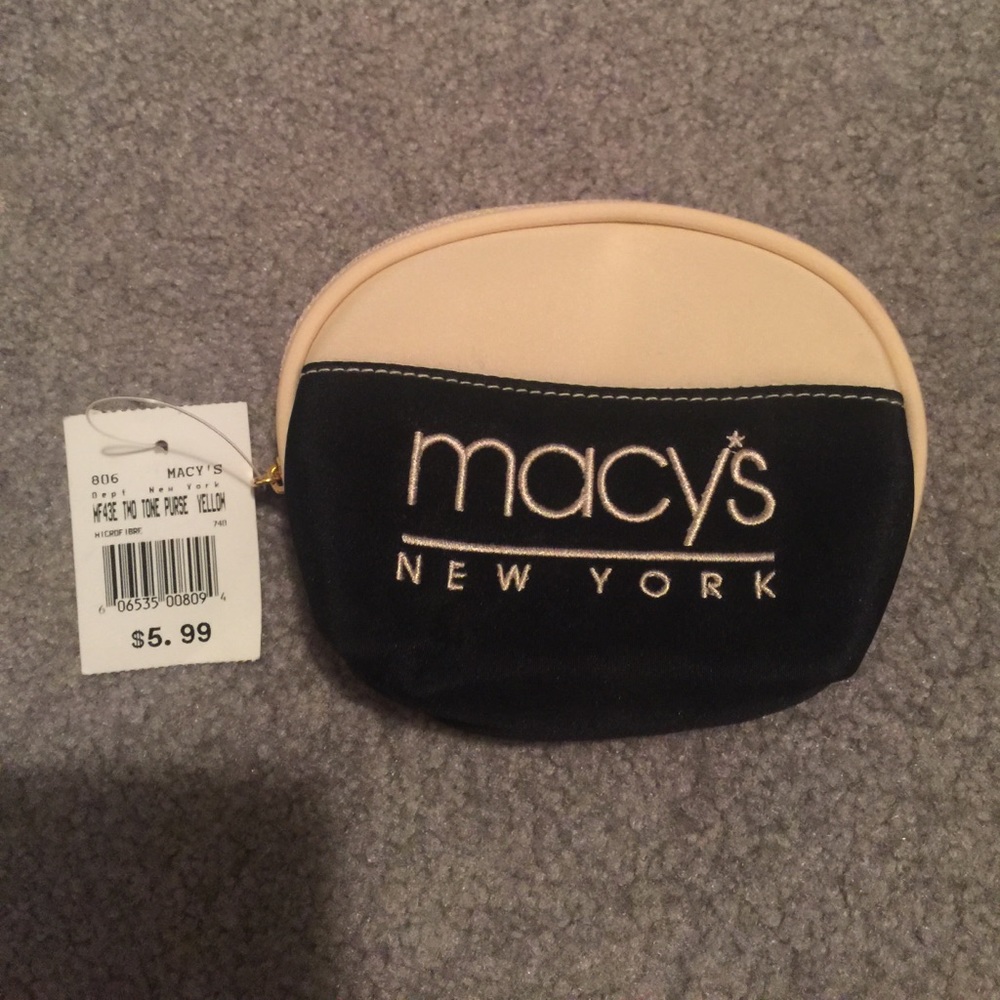 806 MACY'S
Dept New York
MF43E TWO TONE PURSE YELLOW
MICROFIBRE 740
6 06535 00809 4
$5.99
macy's
NEW YORK